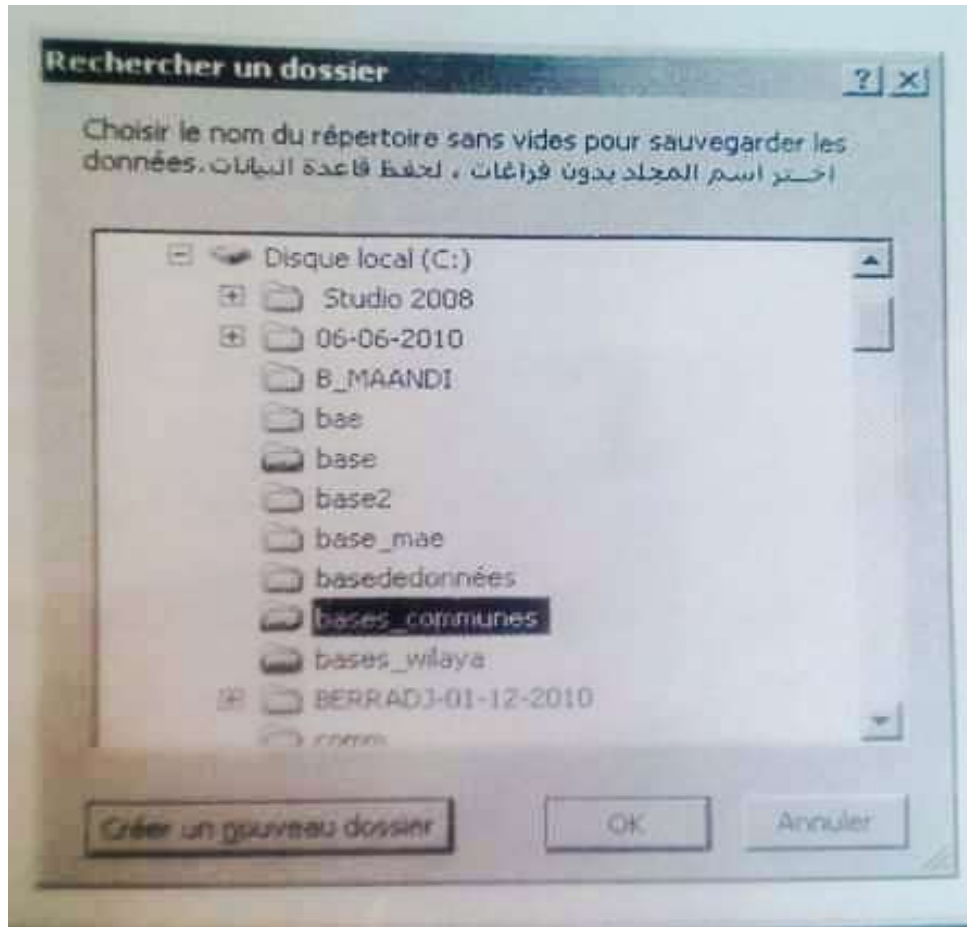 Rechercher un dossier
? X
Choisir le nom du répertoire sans vides pour sauvegarder les
données. اختر اسم المجلد بدون فراغات ، لحفظ قاعدة البيانات
Disque local (C:)
Studio 2008
06-06-2010
B_MAANDI
bae
base
base2
base_mae
basededonnées
bases_communes
bases_wilaya
BERRADJ-01-12-2010
comm
Créer un nouveau dossier
OK
Annuler